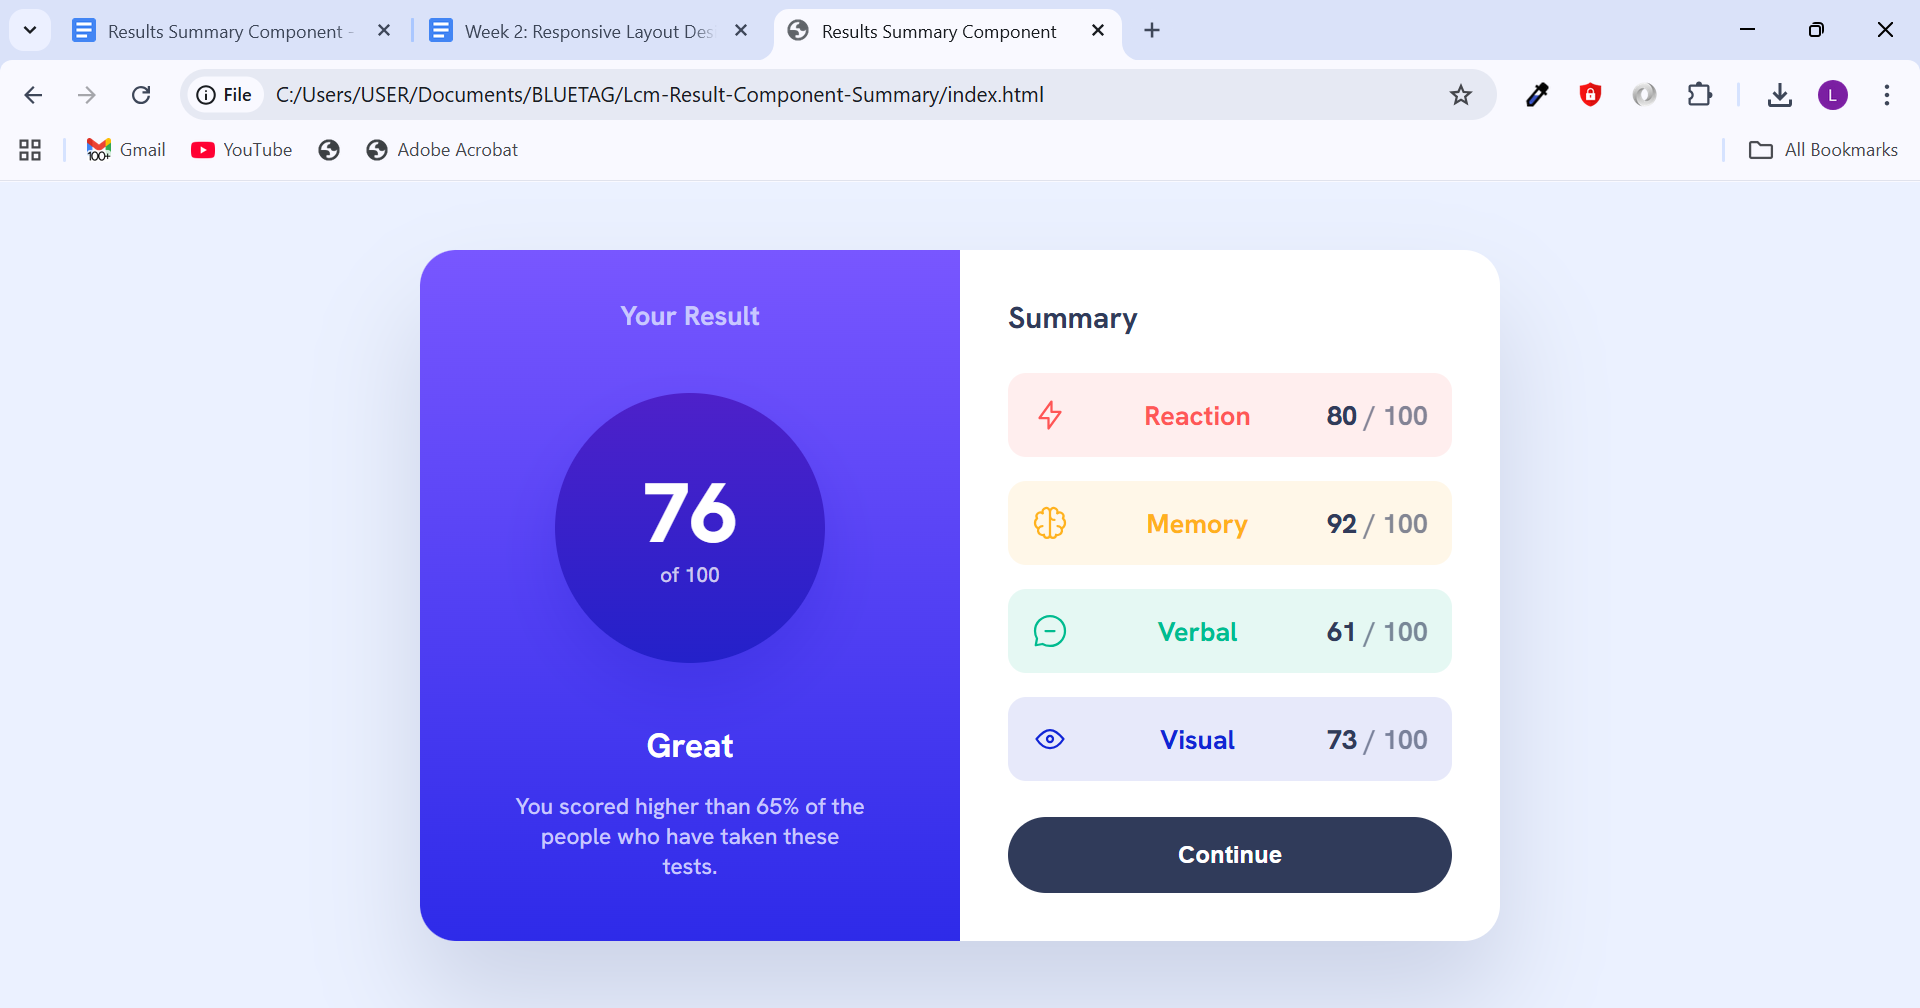 Results Summary Component -
Week 2: Responsive Layout Des
Results Summary Component
File
C:/Users/USER/Documents/BLUETAG/Lcm-Result-Component-Summary/index.html
L
100+
Gmail
YouTube
Adobe Acrobat
All Bookmarks
Your Result
76
of 100
Great
You scored higher than 65% of the
people who have taken these
tests.
Summary
Reaction 80 / 100
Memory 92 / 100
Verbal 61 / 100
Visual 73 / 100
Continue